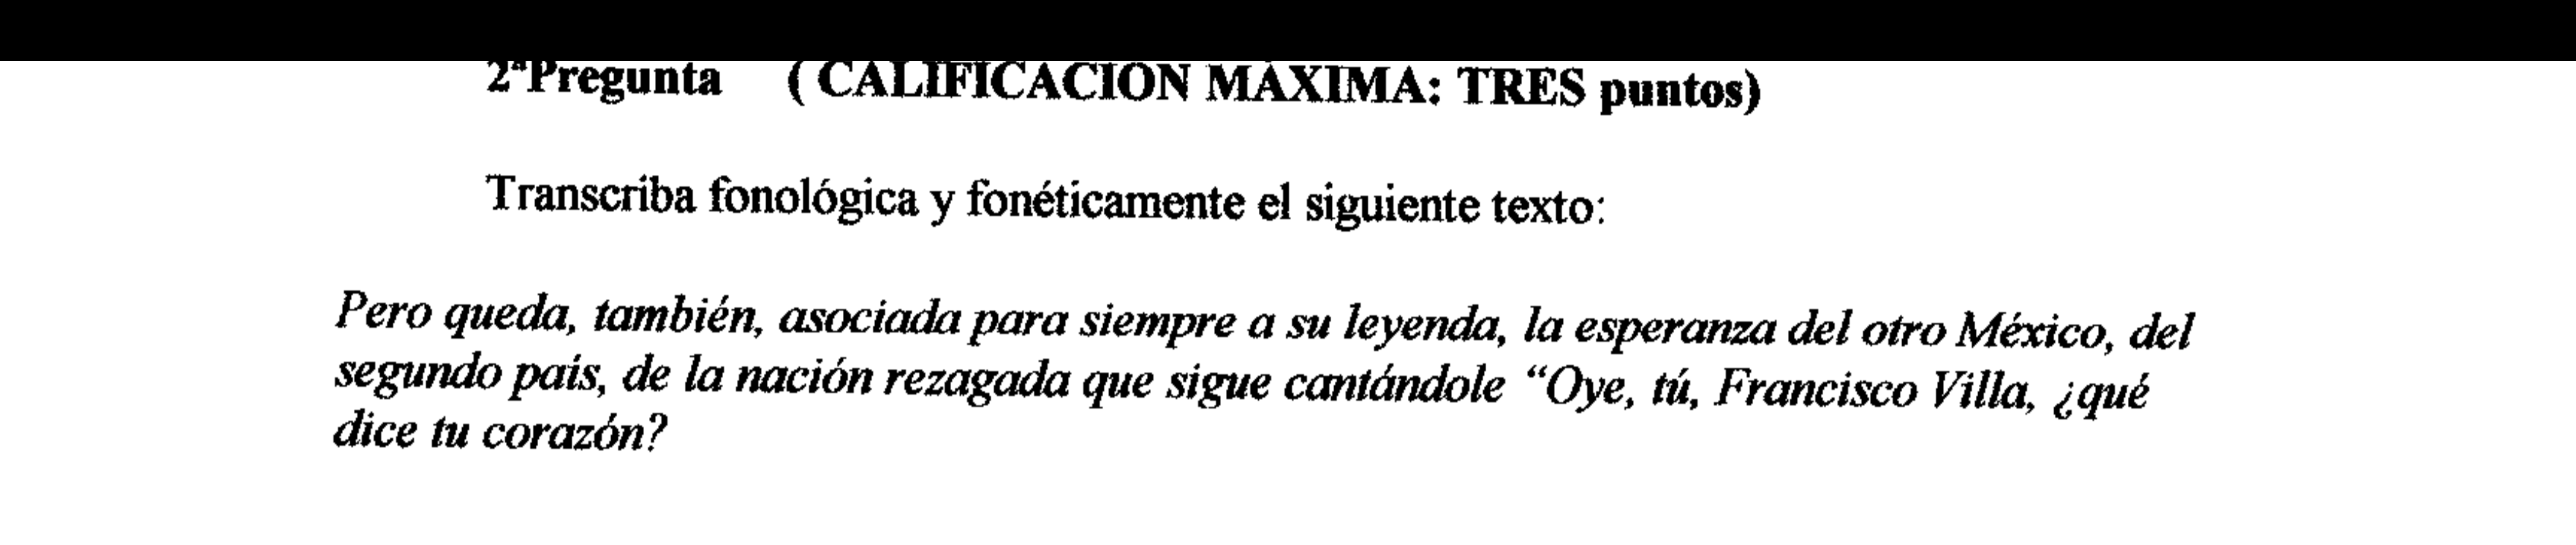 2ªPregunta ( CALIFICACIÓN MÁXIMA: TRES puntos)
Transcriba fonológica y fonéticamente el siguiente texto:
Pero queda, también, asociada para siempre a su leyenda, la esperanza del otro México, del
segundo país, de la nación rezagada que sigue cantándole “Oye, tú, Francisco Villa, ¿qué
dice tu corazón?